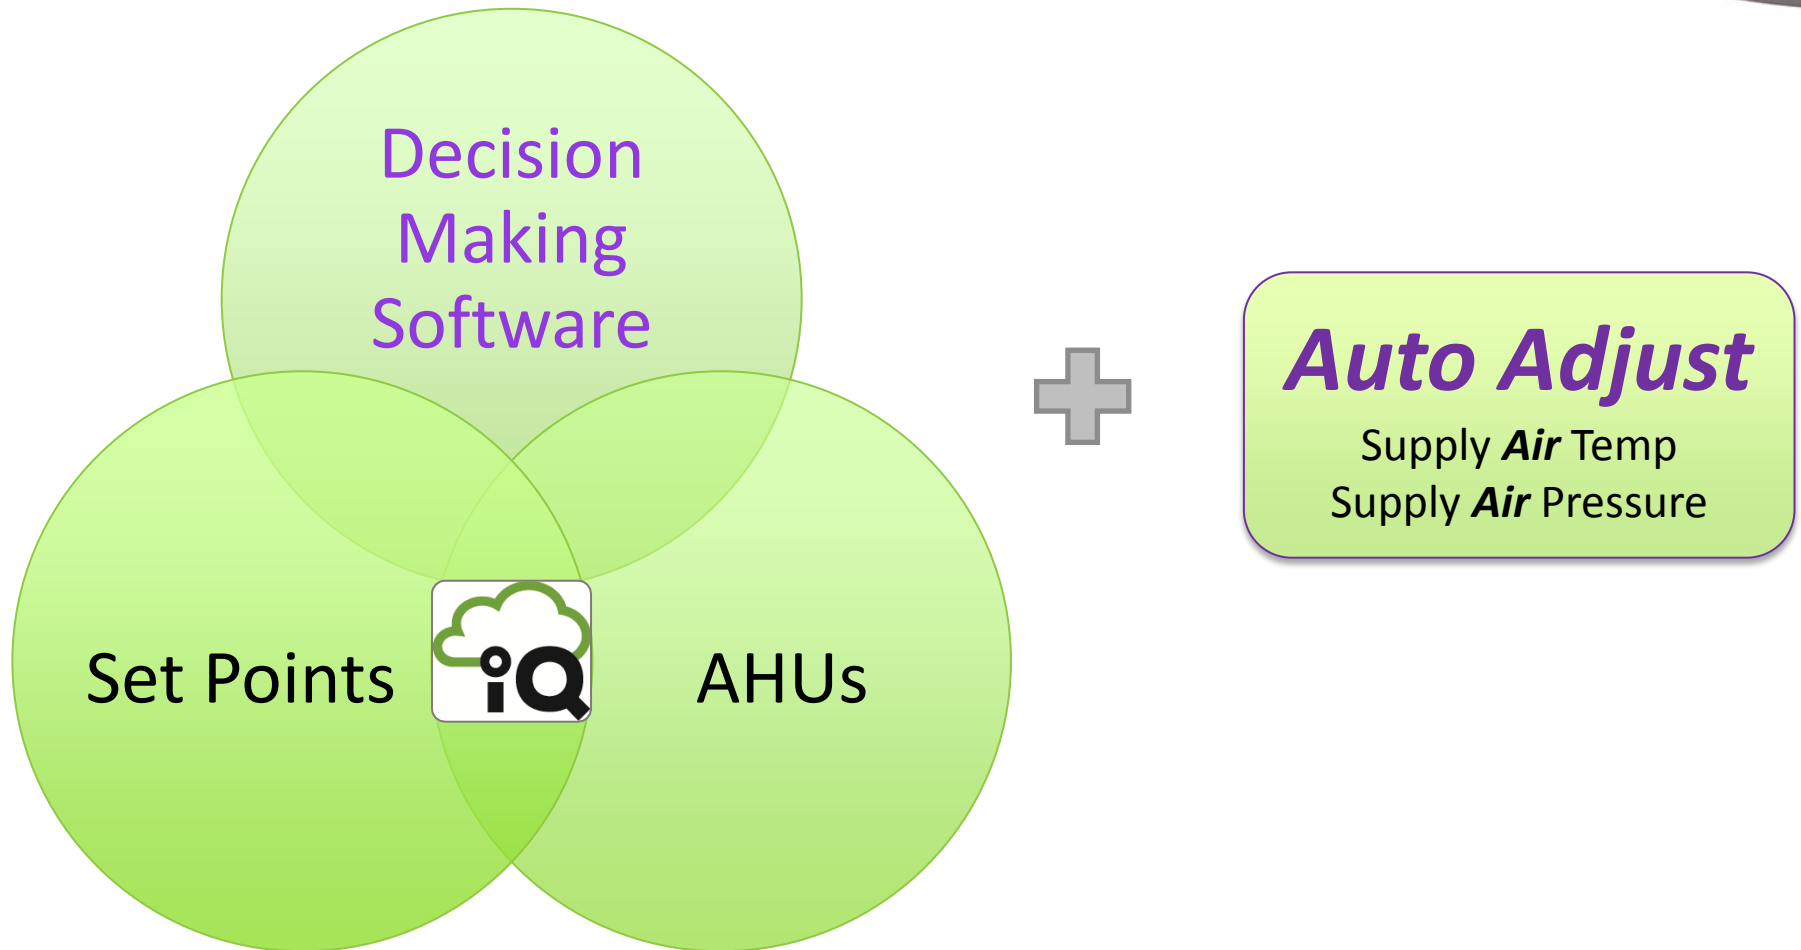 Decision
Making
Software
Set Points
iQ
AHUs
Auto Adjust
Supply Air Temp
Supply Air Pressure